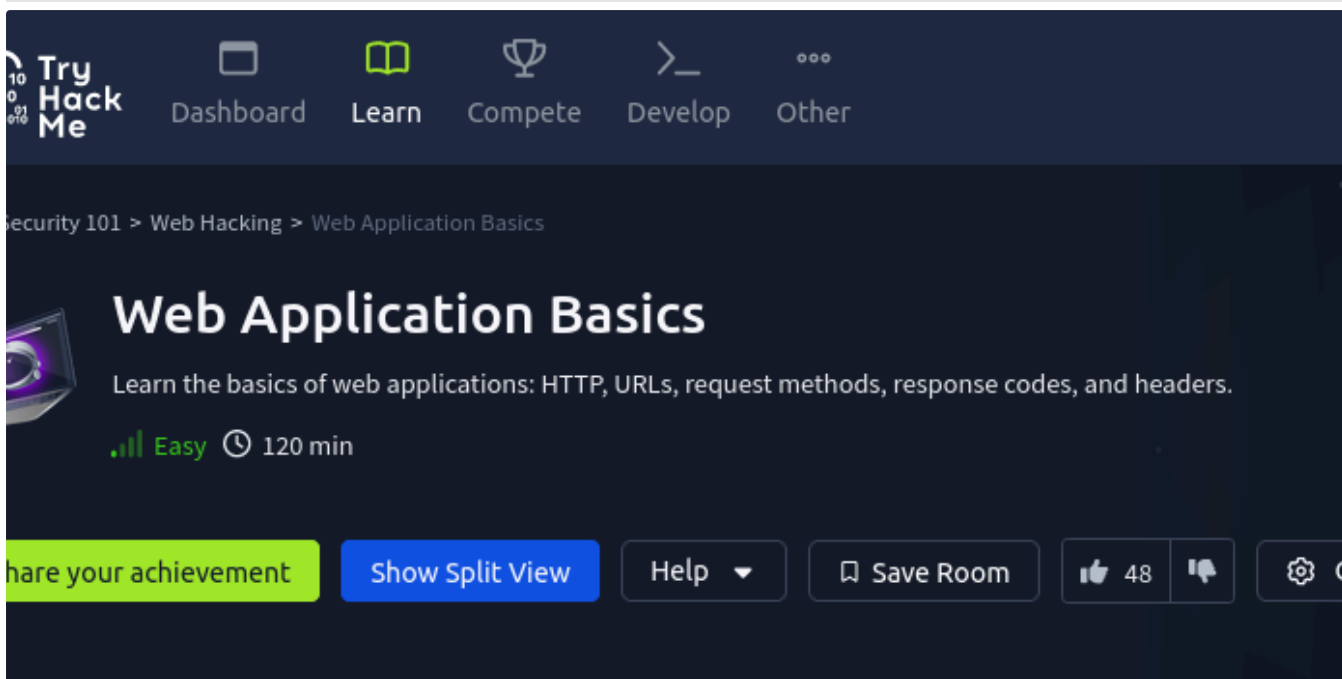 Try
Hack
Me
Dashboard
Learn
Compete
Develop
Other
Security 101 > Web Hacking > Web Application Basics
Web Application Basics
Learn the basics of web applications: HTTP, URLs, request methods, response codes, and headers.
Easy 120 min
hare your achievement
Show Split View
Help
Save Room
48